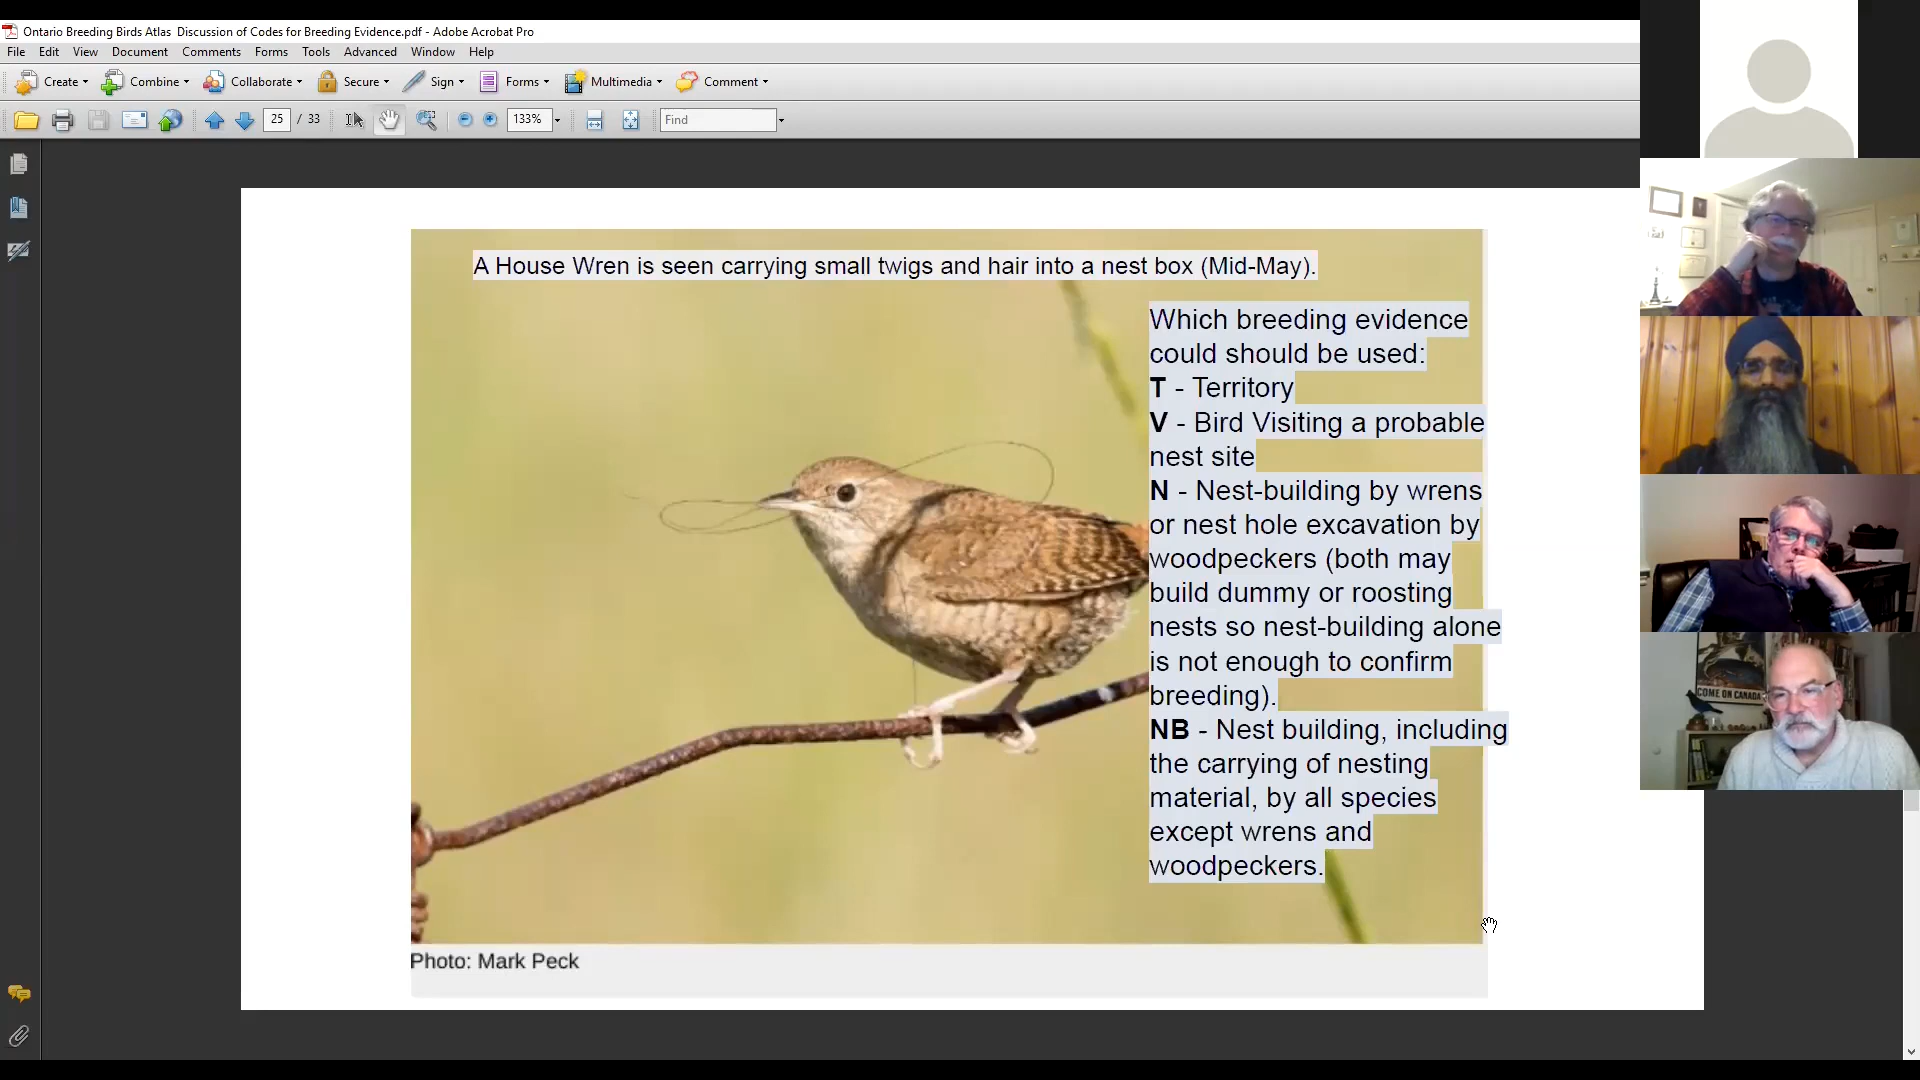 Ontario Breeding Birds Atlas  Discussion of Codes for Breeding Evidence.pdf - Adobe Acrobat Pro
File Edit View Document Comments Forms Tools Advanced Window Help
Create Combine Collaborate Secure Sign Forms Multimedia Comment
25 / 33 133% Find
A House Wren is seen carrying small twigs and hair into a nest box (Mid-May).
Which breeding evidence
could should be used:
T - Territory
V - Bird Visiting a probable
nest site
N - Nest-building by wrens
or nest hole excavation by
woodpeckers (both may
build dummy or roosting
nests so nest-building alone
is not enough to confirm
breeding).
NB - Nest building, including
the carrying of nesting
material, by all species
except wrens and
woodpeckers.
Photo: Mark Peck
COME ON CANADA